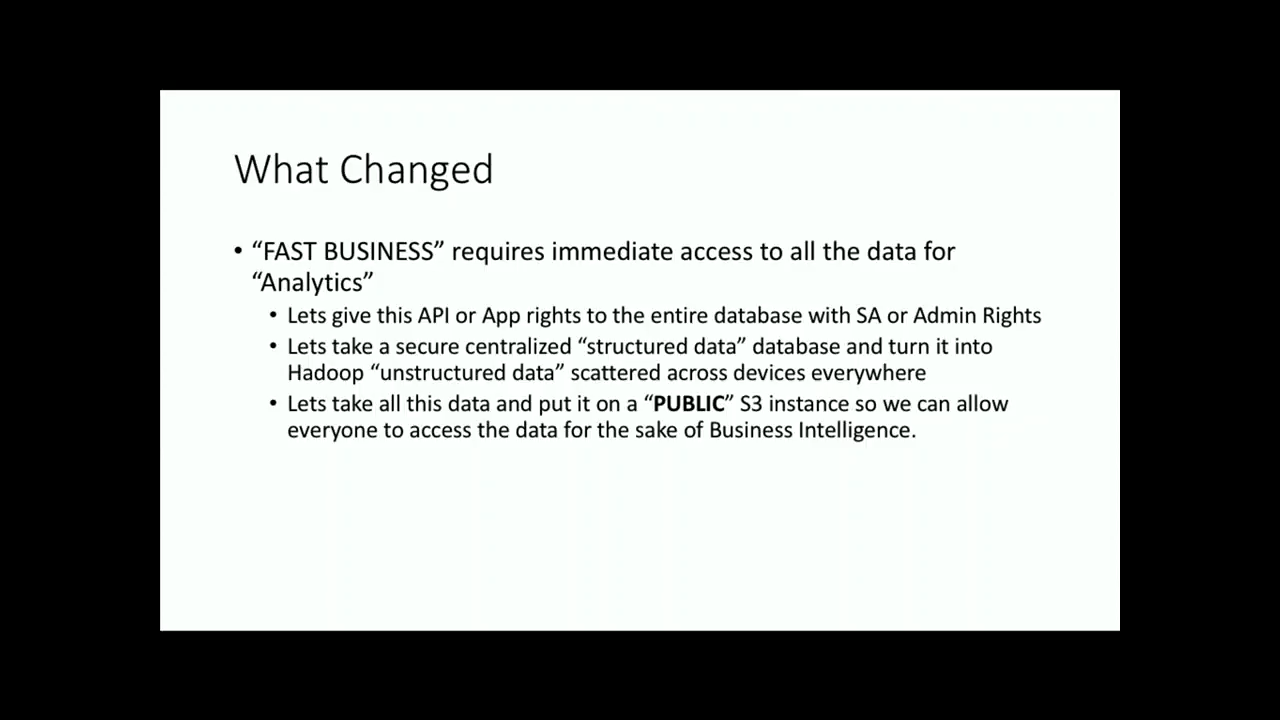 What Changed
• “FAST BUSINESS” requires immediate access to all the data for
“Analytics”
• Lets give this API or App rights to the entire database with SA or Admin Rights
• Lets take a secure centralized “structured data” database and turn it into
Hadoop “unstructured data” scattered across devices everywhere
• Lets take all this data and put it on a “PUBLIC” S3 instance so we can allow
everyone to access the data for the sake of Business Intelligence.